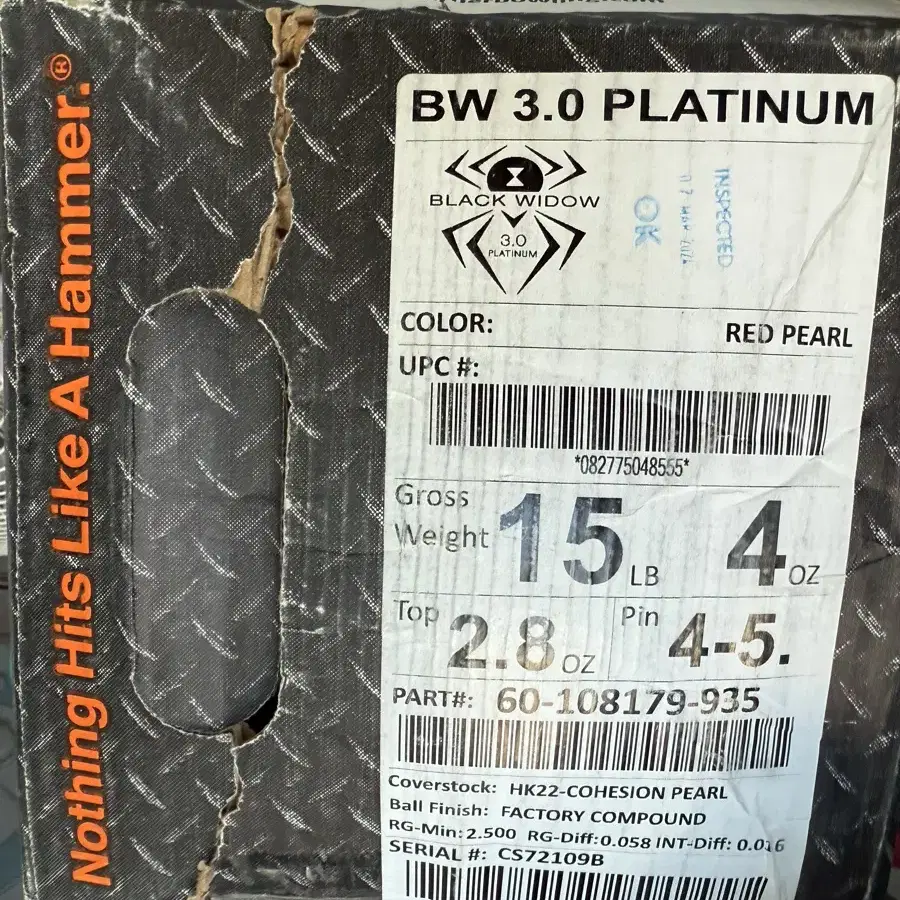 Nothing Hits Like A Hammer.®
BW 3.0 PLATINUM
BLACK WIDOW
3.0
PLATINUM
OK
INSPECTED
COLOR: RED PEARL
UPC #:
*082775048555*
Gross Weight 15 LB 4 OZ
Top 2.8 OZ Pin 4-5.
PART#: 60-108179-935
Coverstock: HK22-COHESION PEARL
Ball Finish: FACTORY COMPOUND
RG-Min: 2.500 RG-Diff: 0.058 INT-Diff: 0.016
SERIAL #: CS72109B